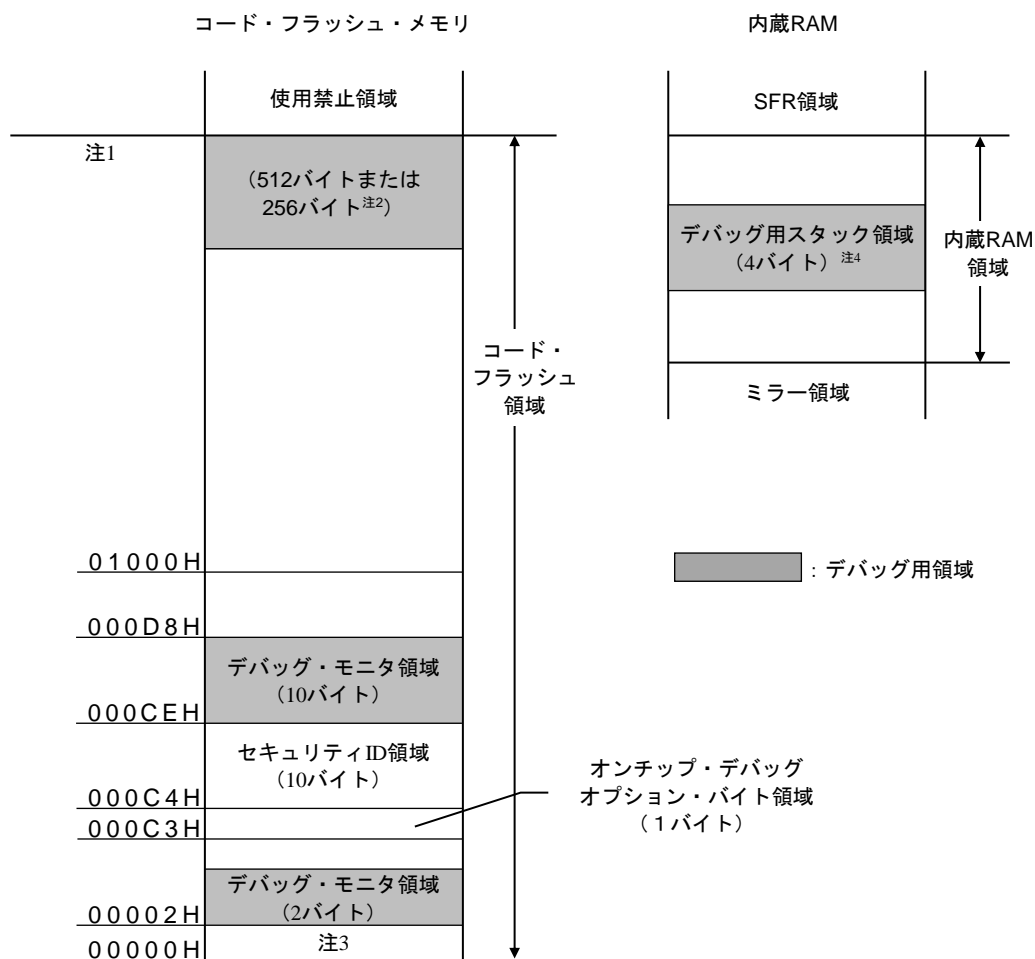 コード・フラッシュ・メモリ
内蔵RAM
使用禁止領域
SFR領域
注1
（512バイトまたは
256バイト注2）
デバッグ用スタック領域
（4バイト）注4
内蔵RAM
領域
コード・
フラッシュ
領域
ミラー領域
01000H
：デバッグ用領域
000D8H
デバッグ・モニタ領域
（10バイト）
000CEH
セキュリティID領域
（10バイト）
オンチップ・デバッグ
オプション・バイト領域
（１バイト）
000C4H
000C3H
デバッグ・モニタ領域
（2バイト）
00002H
注3
00000H